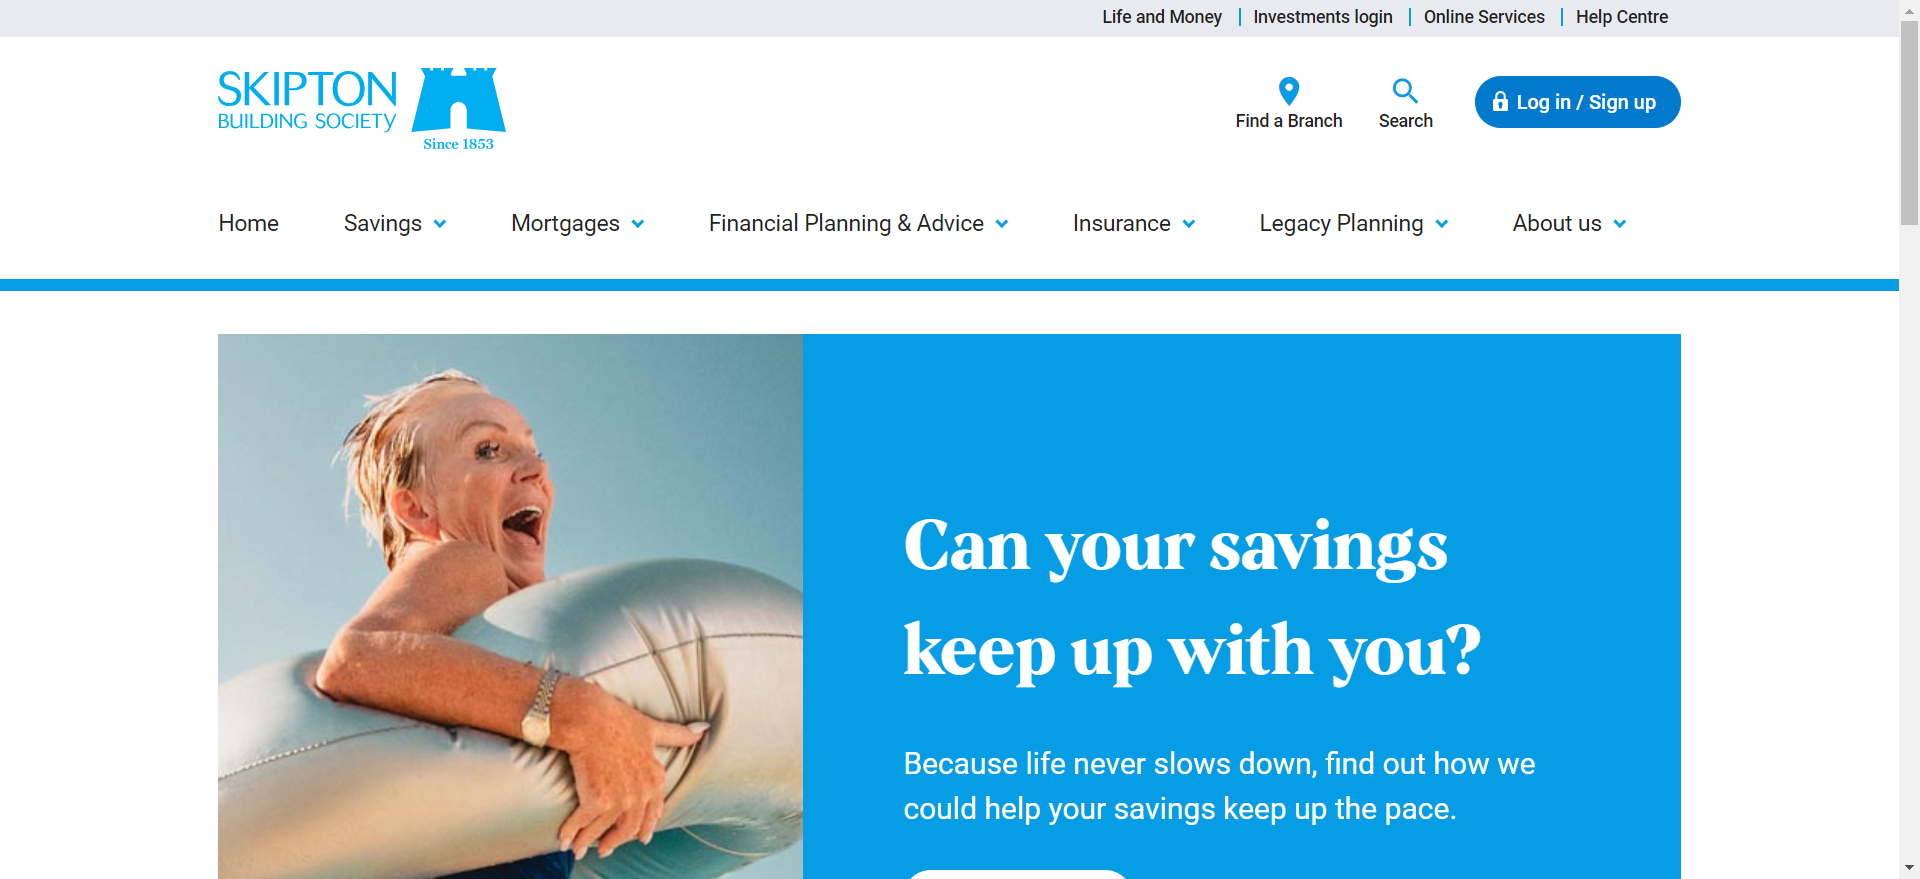 Life and Money
Investments login
Online Services
Help Centre
SKIPTON
BUILDING SOCIETY
Since 1853
Find a Branch
Search
Log in / Sign up
Home
Savings
Mortgages
Financial Planning & Advice
Insurance
Legacy Planning
About us
Can your savings
keep up with you?
Because life never slows down, find out how we
could help your savings keep up the pace.